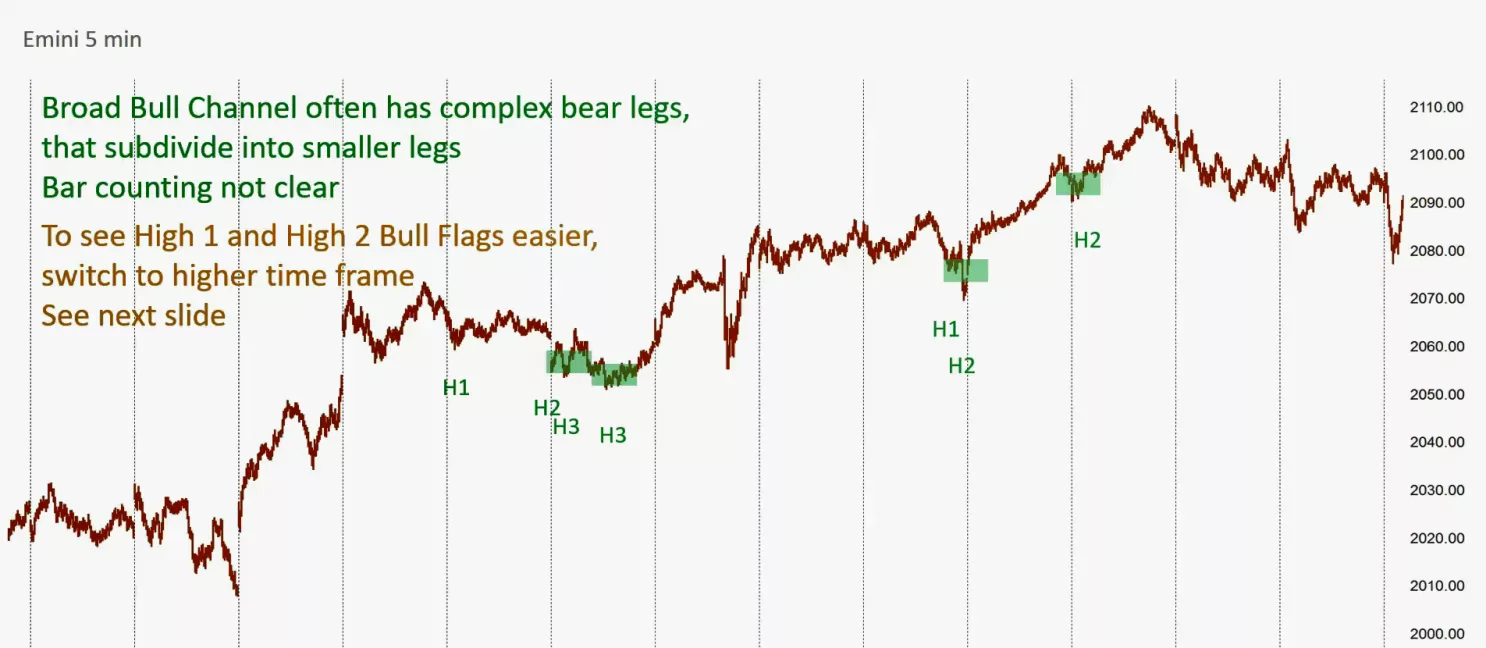 Emini 5 min
Broad Bull Channel often has complex bear legs,
that subdivide into smaller legs
Bar counting not clear
To see High 1 and High 2 Bull Flags easier,
switch to higher time frame
See next slide
H1
H2
H3
H3
H1
H2
H2
2110.00
2100.00
2090.00
2080.00
2070.00
2060.00
2050.00
2040.00
2030.00
2020.00
2010.00
2000.00